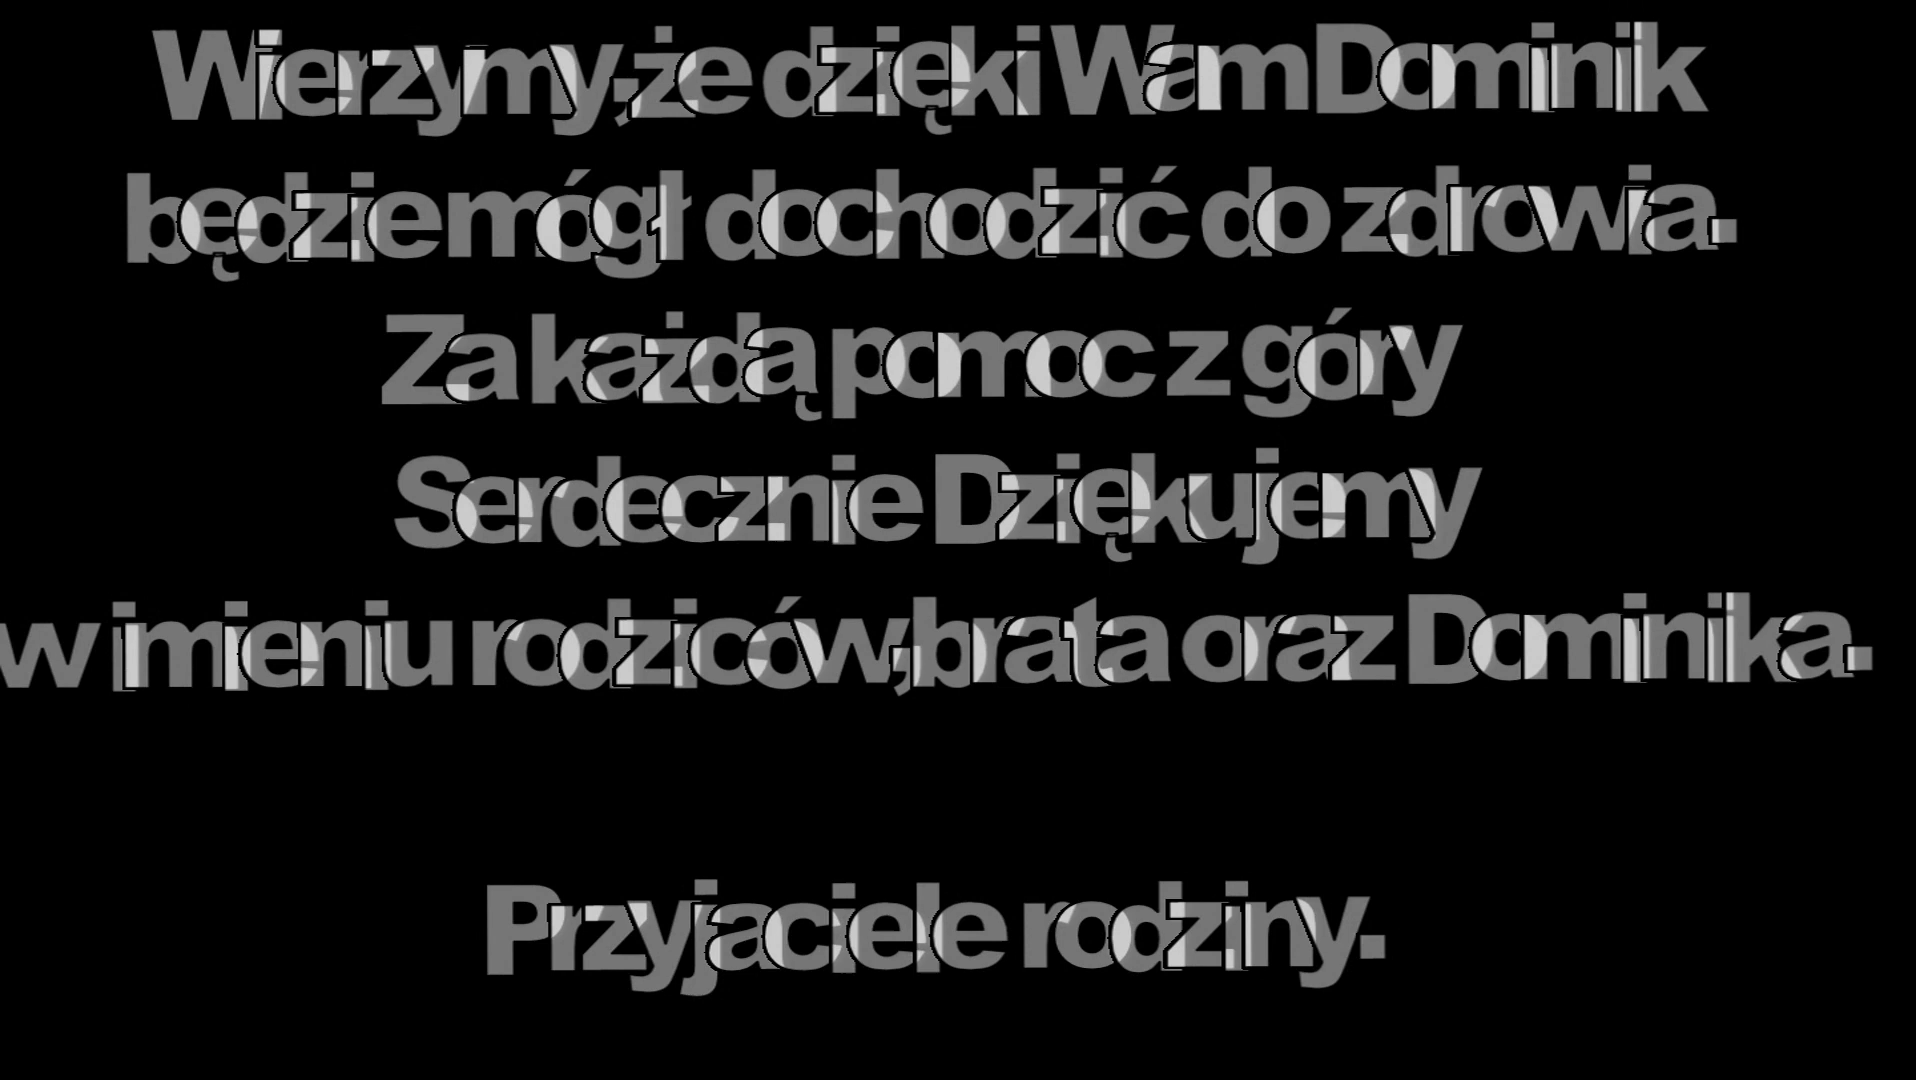 Wierzymy, że dzięki Wam Dominik
będzie mógł dochodzić do zdrowia.
Za każdą pomoc z góry
Serdecznie Dziękujemy
w imieniu rodziców, brata oraz Dominika.
Przyjaciele rodziny.